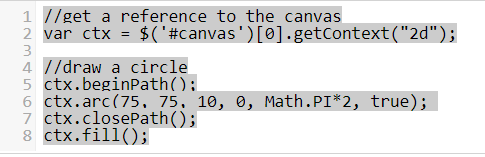 1 //get a reference to the canvas
2 var ctx = $('#canvas')[0].getContext("2d");
3
4 //draw a circle
5 ctx.beginPath();
6 ctx.arc(75, 75, 10, 0, Math.PI*2, true);
7 ctx.closePath();
8 ctx.fill();